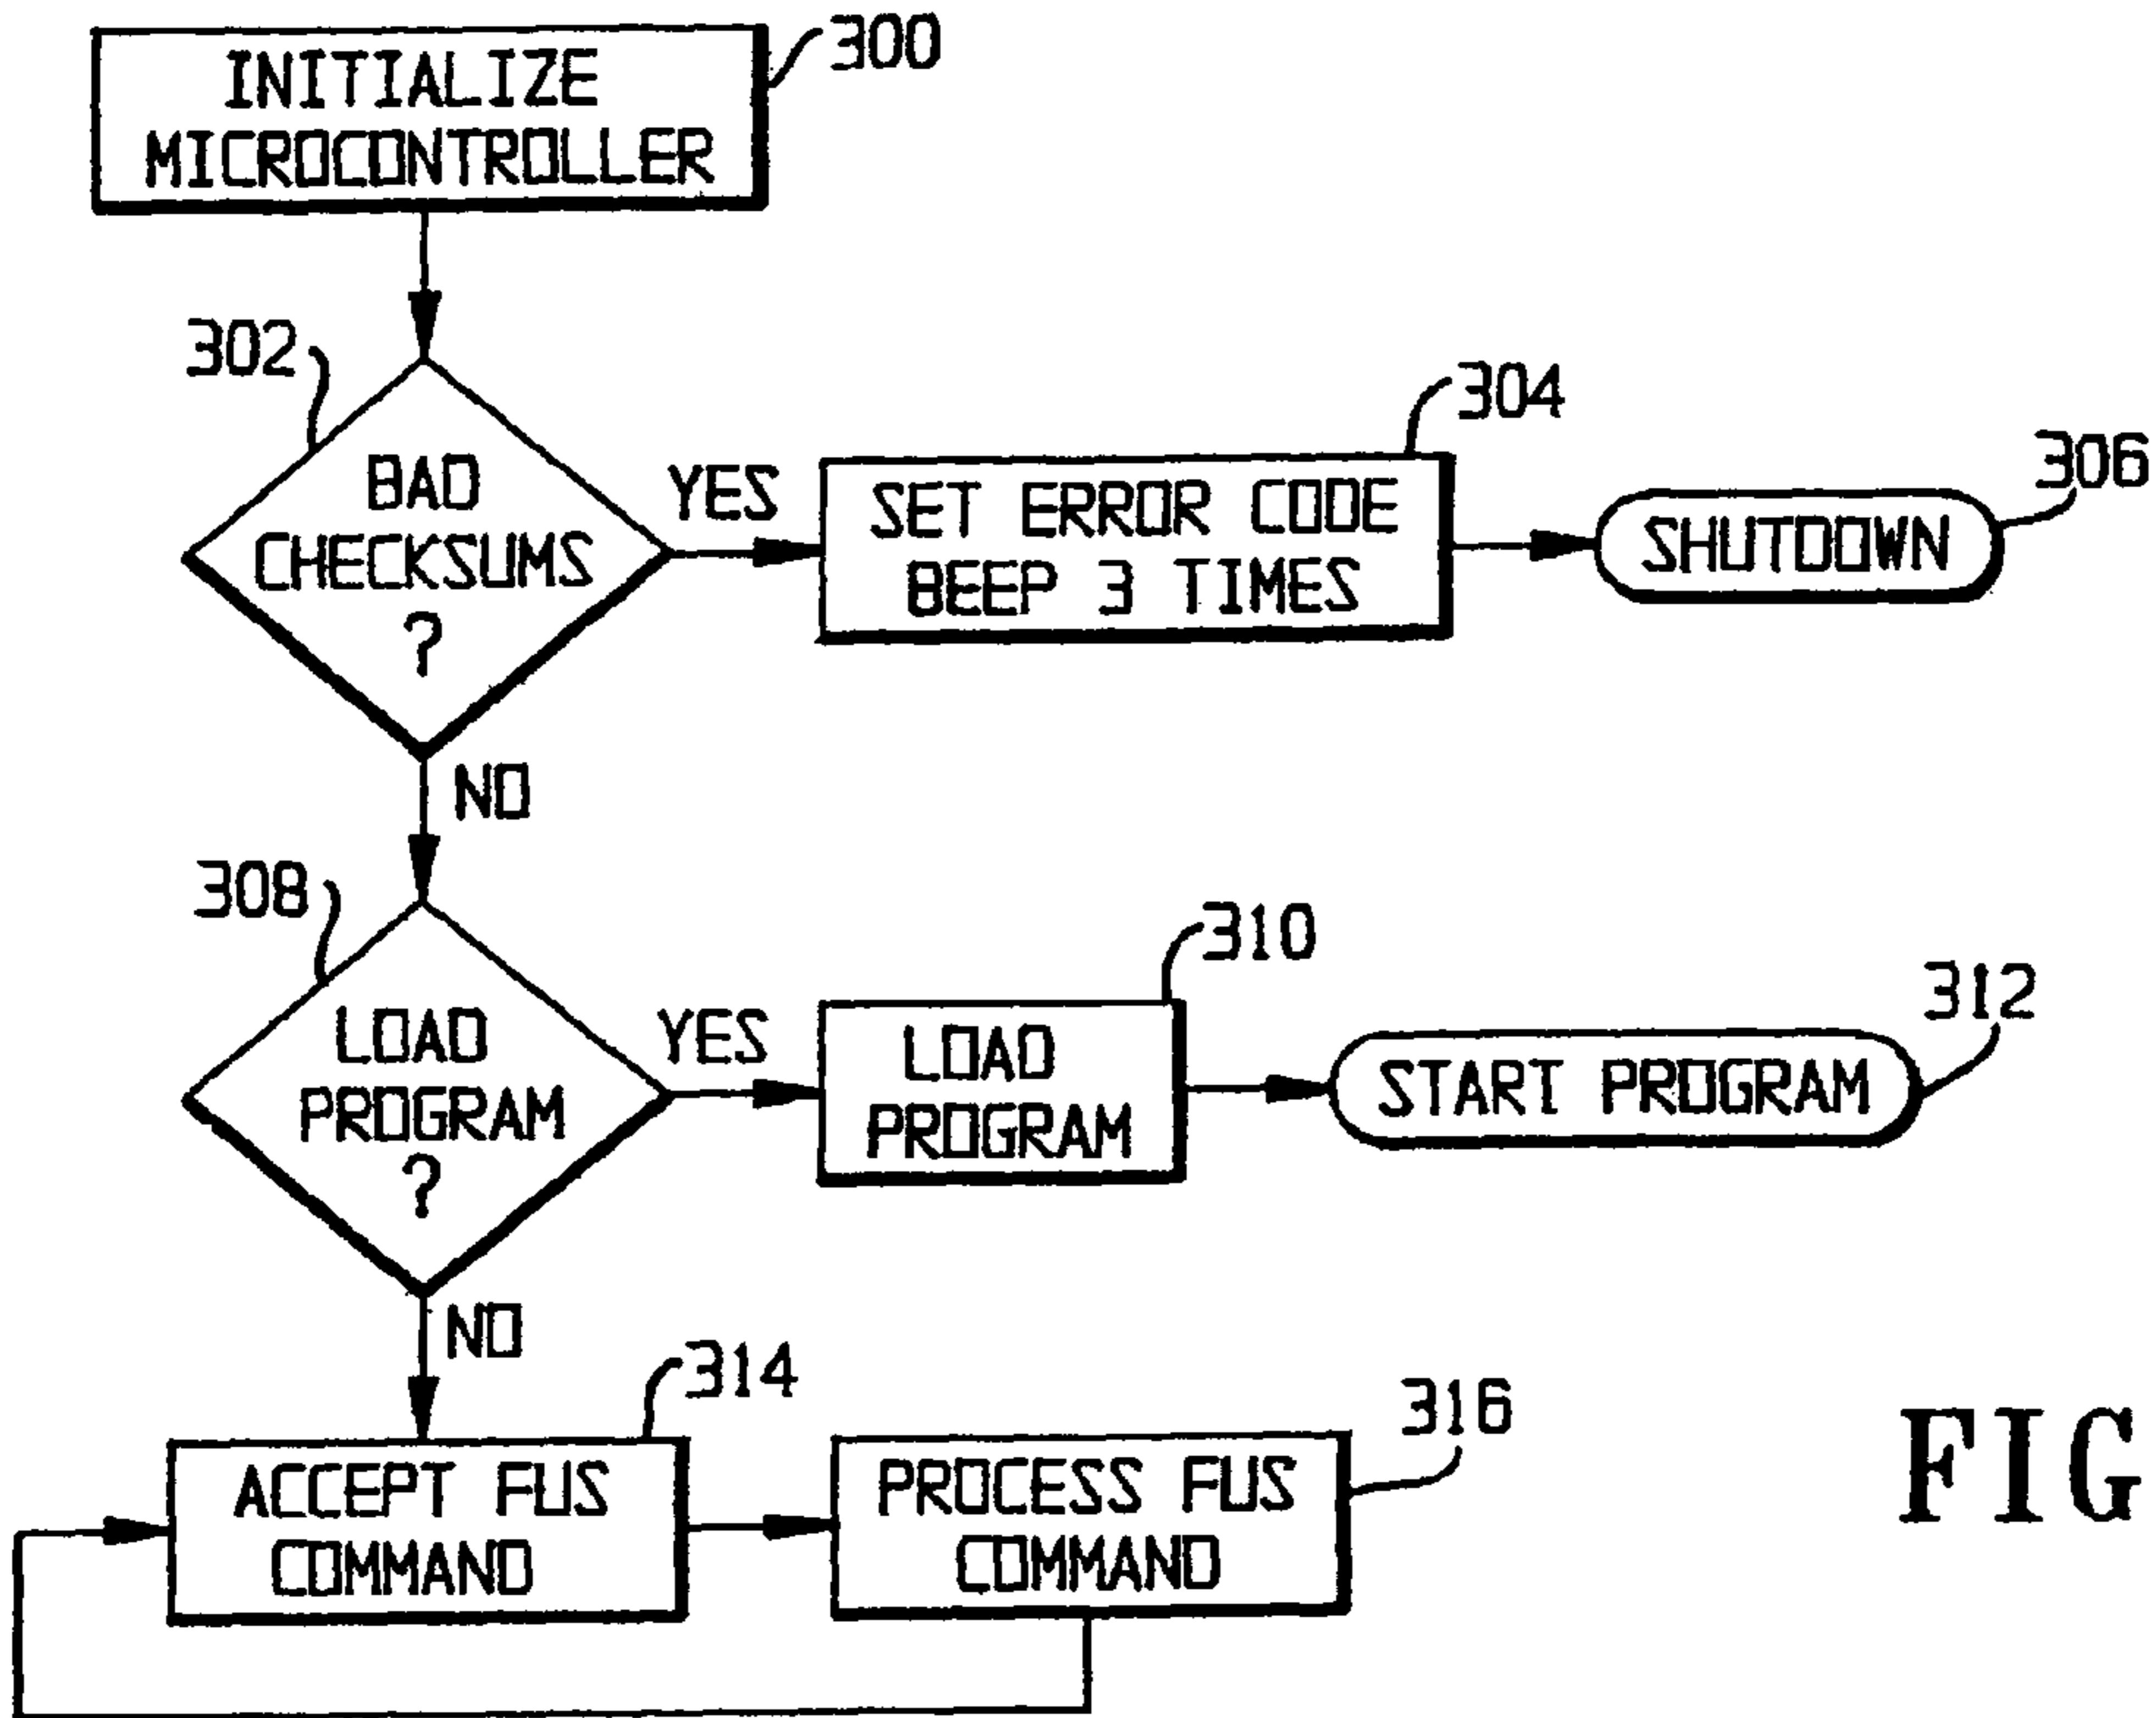 300
INITIALIZE
MICROCONTROLLER
302
BAD
CHECKSUMS
?
YES
304
SET ERROR CODE
BEEP 3 TIMES
306
SHUTDOWN
NO
308
LOAD
PROGRAM
?
YES
310
LOAD
PROGRAM
312
START PROGRAM
NO
314
ACCEPT FUS
COMMAND
316
PROCESS FUS
COMMAND
FIG